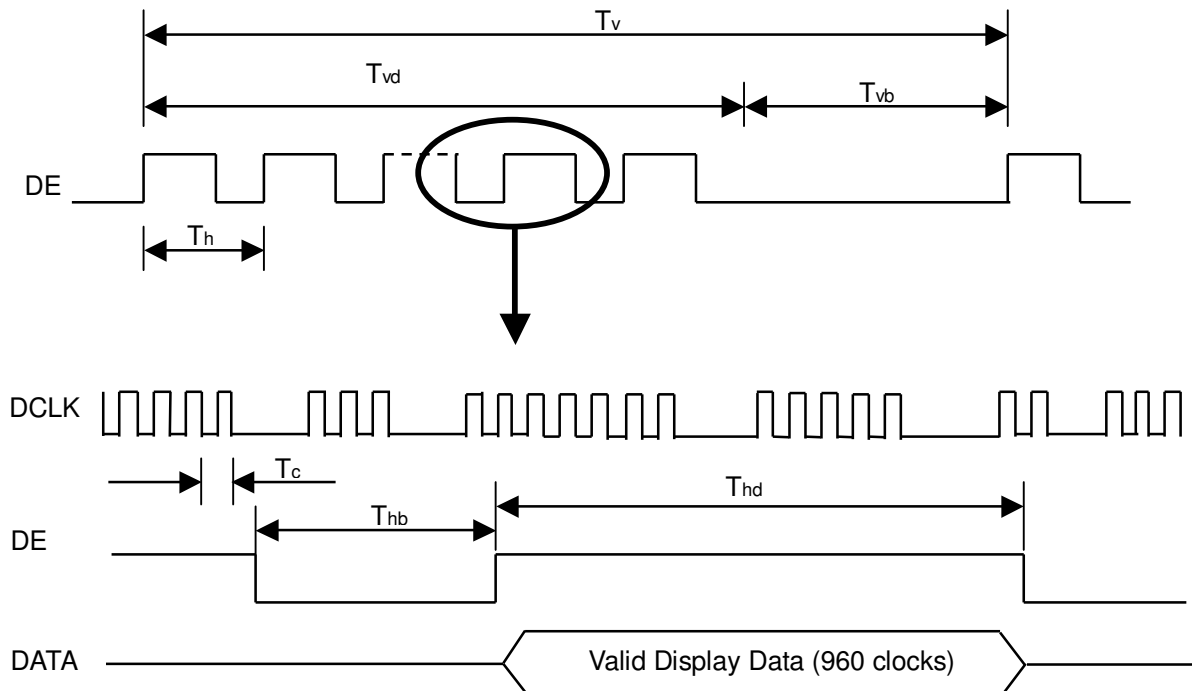 Tv
Tvd
Tvb
DE
Th
DCLK
Tc
Thd
Thb
DE
DATA
Valid Display Data (960 clocks)